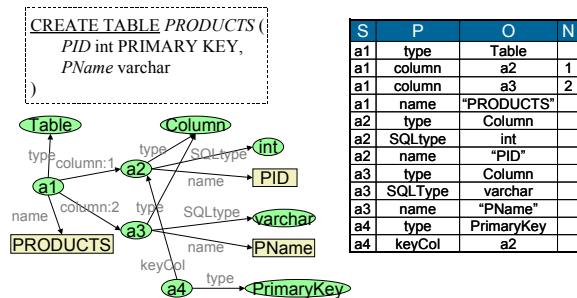 CREATE TABLE PRODUCTS (
PID int PRIMARY KEY,
PName varchar
)
Table
Column
type
type
SQLtype
int
column:1
a2
a1
name
PID
name
column:2
type
SQLtype
varchar
a3
PRODUCTS
name
PName
keyCol
a4
type
PrimaryKey
S P O N
a1 type Table
a1 column a2 1
a1 column a3 2
a1 name “PRODUCTS”
a2 type Column
a2 SQLtype int
a2 name “PID”
a3 type Column
a3 SQLType varchar
a3 name “PName”
a4 type PrimaryKey
a4 keyCol a2